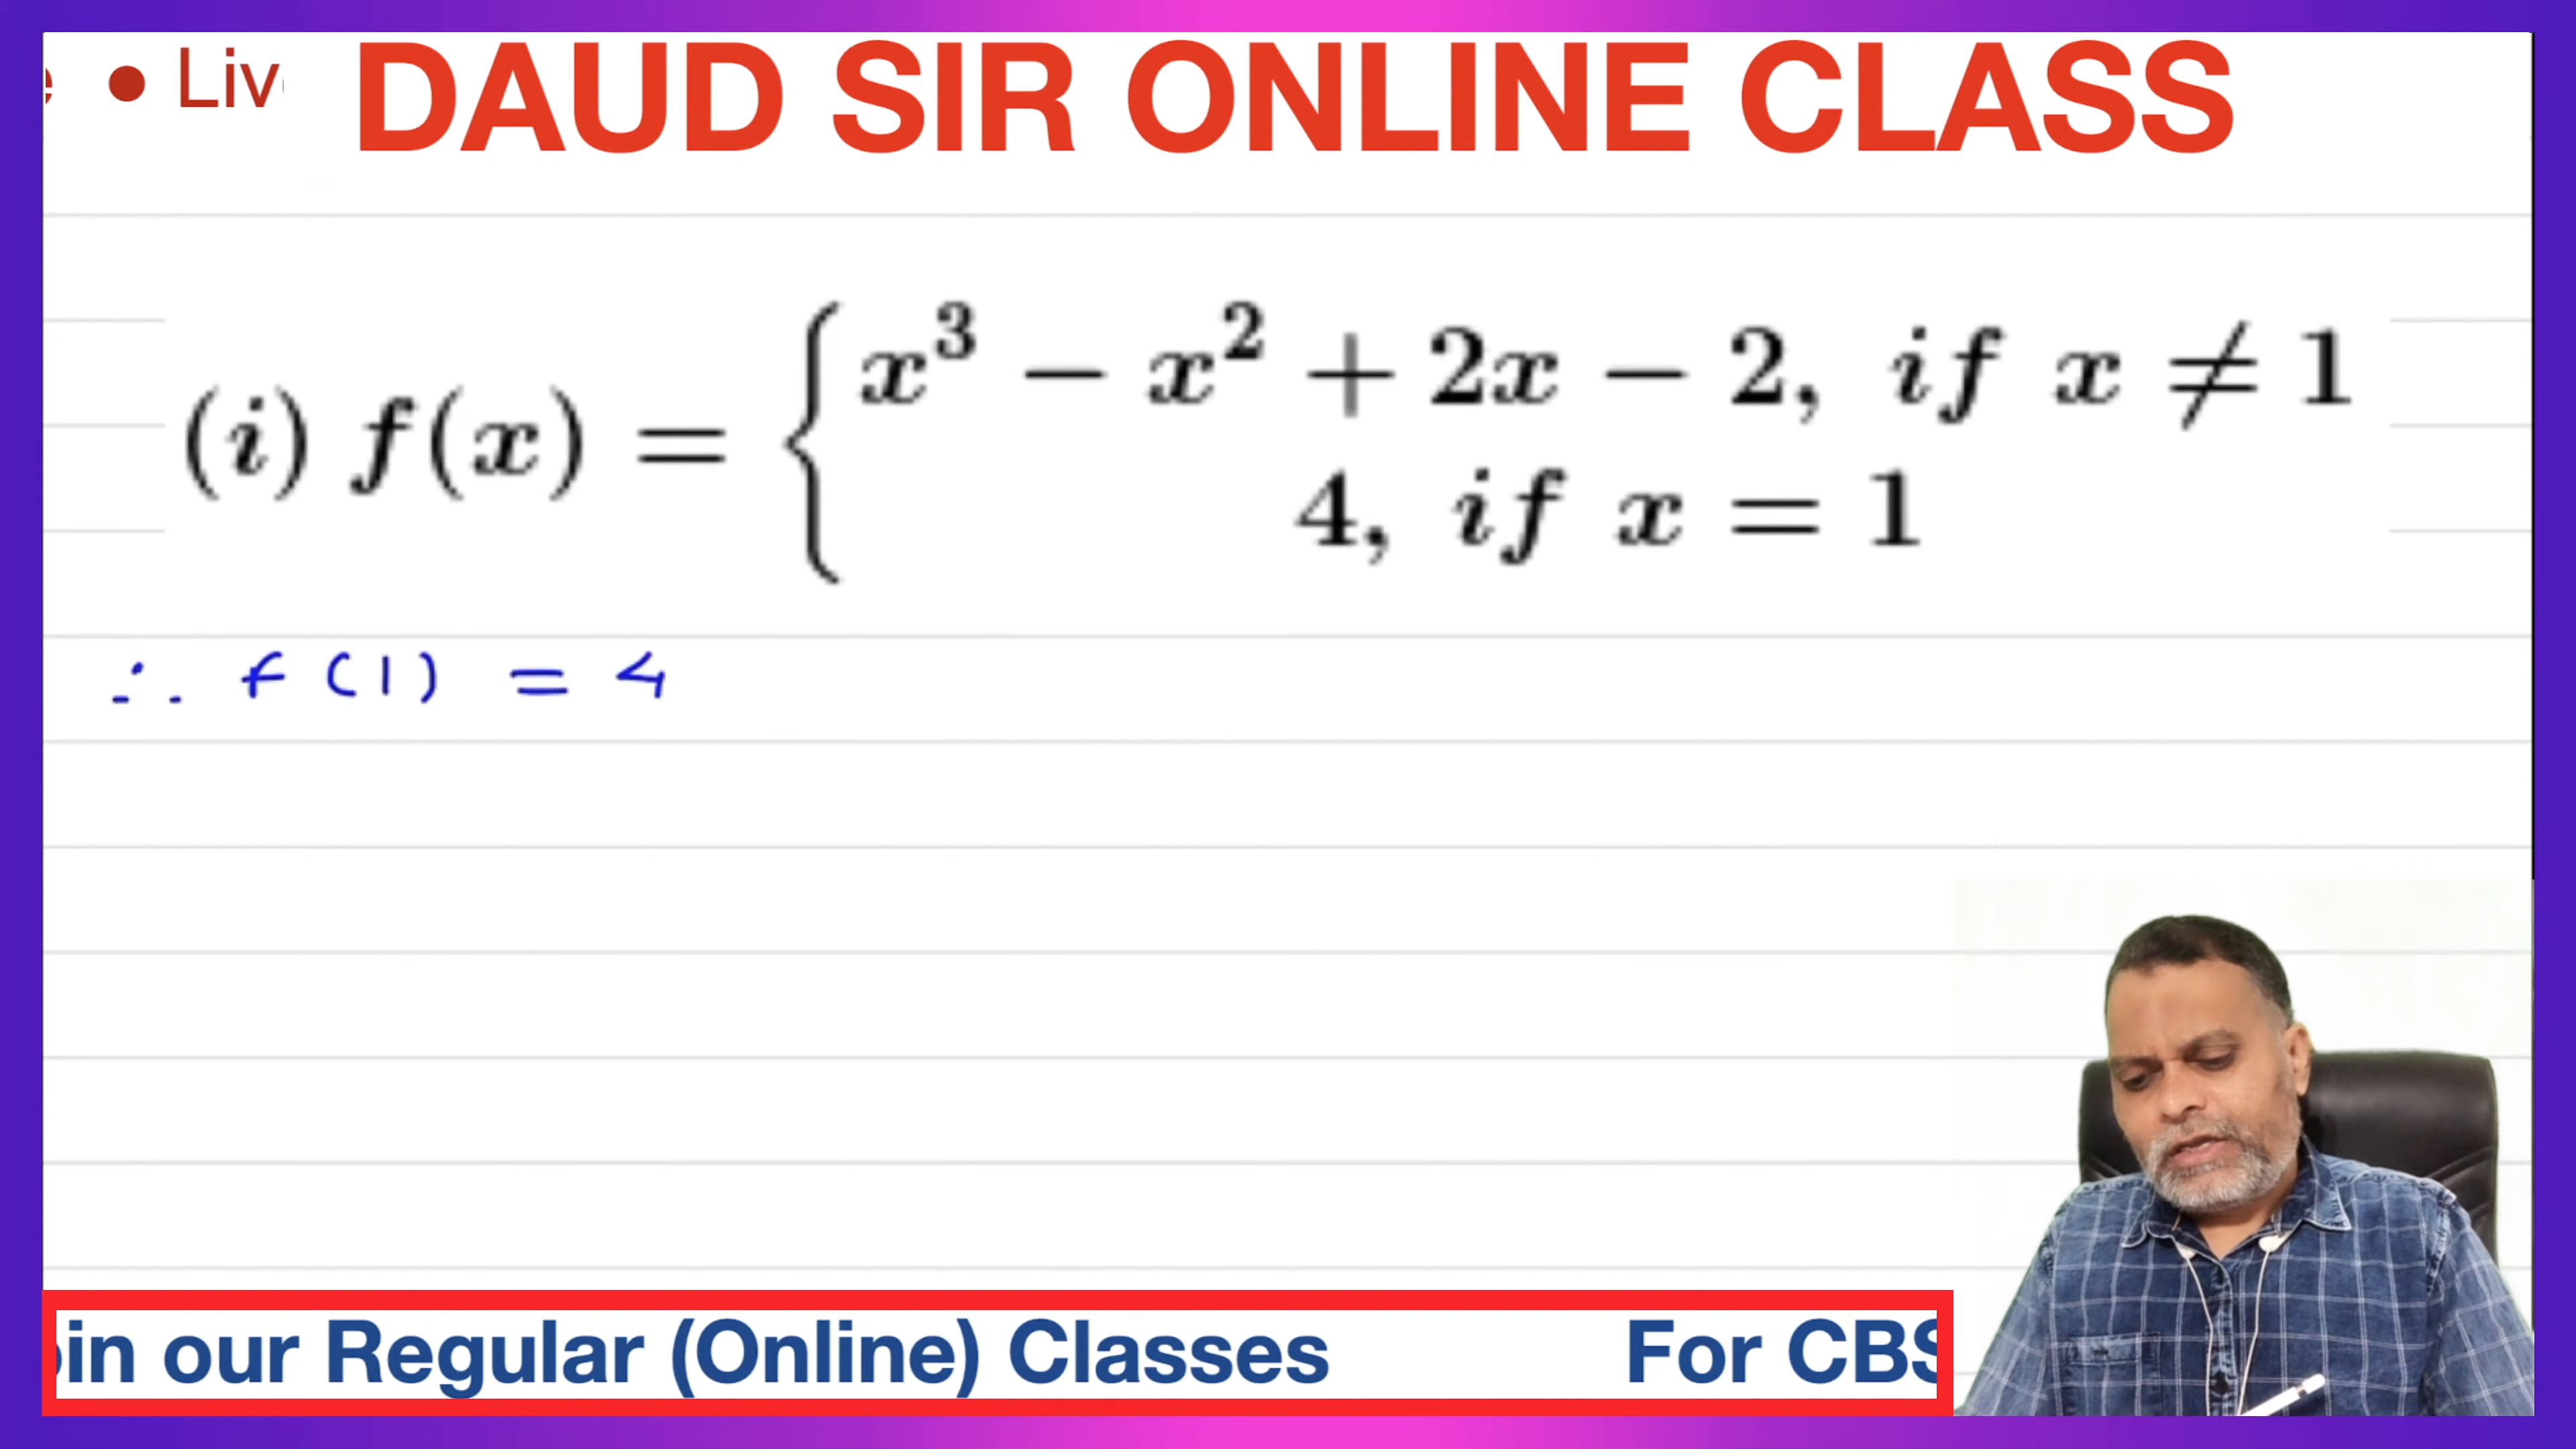 • Liv
DAUD SIR ONLINE CLASS
(i) f(x) = { x³ − x² + 2x − 2, if x ≠ 1
4, if x = 1
∴ f(1) = 4
in our Regular (Online) Classes For CBS